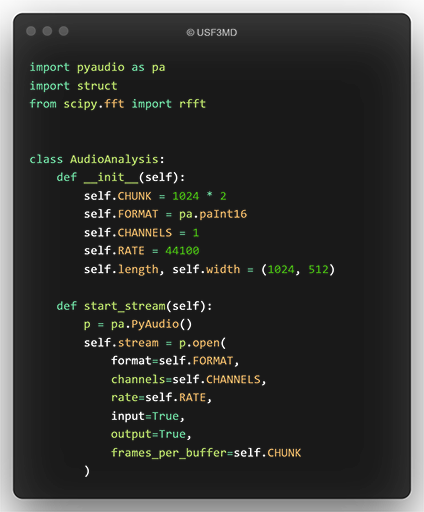 © USF3MD
import pyaudio as pa
import struct
from scipy.fft import rfft
class AudioAnalysis:
    def __init__(self):
        self.CHUNK = 1024 * 2
        self.FORMAT = pa.paInt16
        self.CHANNELS = 1
        self.RATE = 44100
        self.length, self.width = (1024, 512)
    def start_stream(self):
        p = pa.PyAudio()
        self.stream = p.open(
            format=self.FORMAT,
            channels=self.CHANNELS,
            rate=self.RATE,
            input=True,
            output=True,
            frames_per_buffer=self.CHUNK
        )